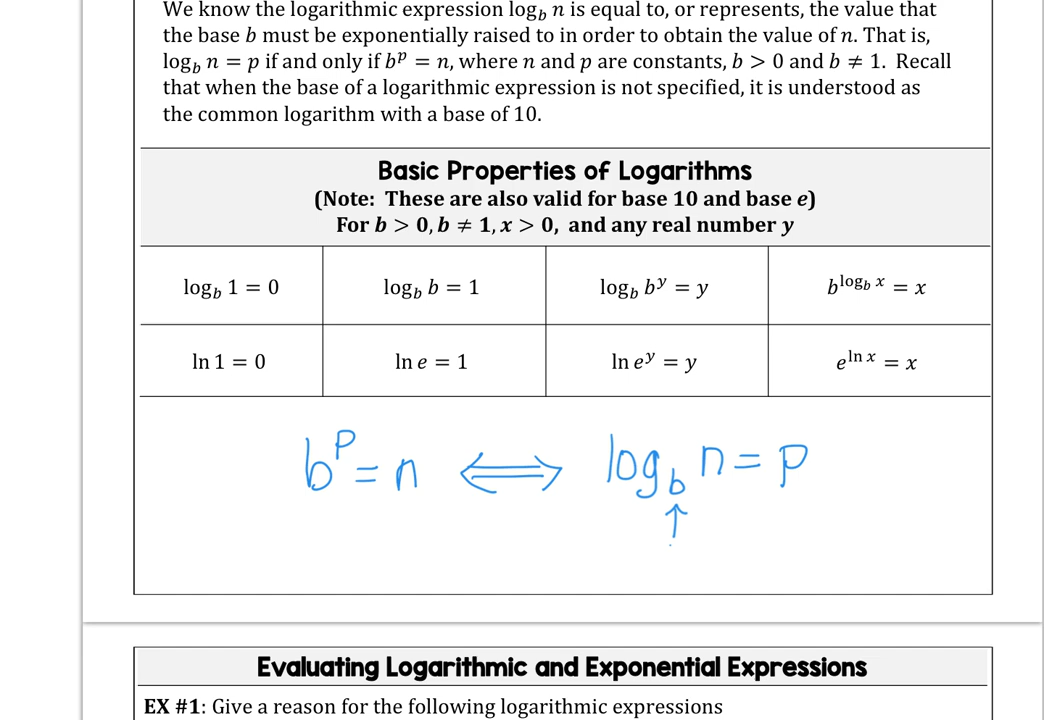 We know the logarithmic expression log_b n is equal to, or represents, the value that
the base b must be exponentially raised to in order to obtain the value of n. That is,
log_b n = p if and only if b^p = n, where n and p are constants, b > 0 and b ≠ 1. Recall
that when the base of a logarithmic expression is not specified, it is understood as
the common logarithm with a base of 10.
Basic Properties of Logarithms
(Note: These are also valid for base 10 and base e)
For b > 0, b ≠ 1, x > 0, and any real number y
log_b 1 = 0 log_b b = 1 log_b b^y = y b^(log_b x) = x
ln 1 = 0 ln e = 1 ln e^y = y e^(ln x) = x
b^p = n ⟺ log_b n = p
↑
Evaluating Logarithmic and Exponential Expressions
EX #1: Give a reason for the following logarithmic expressions